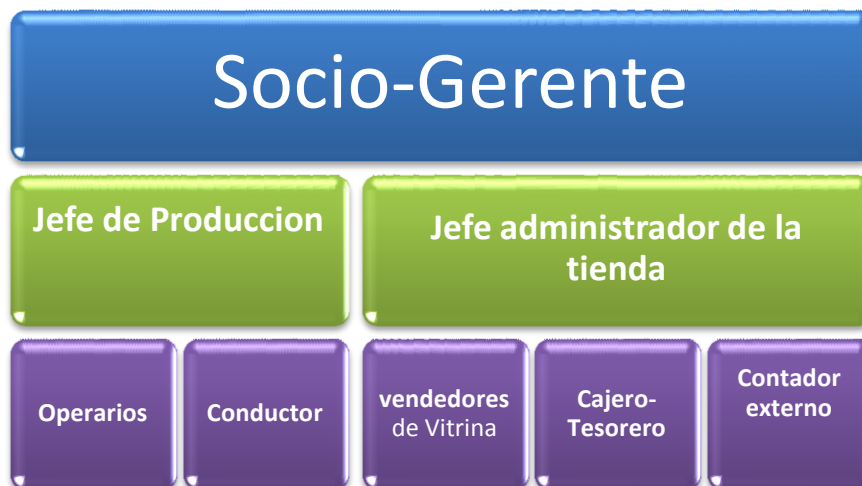 Socio-Gerente
Jefe de Produccion
Jefe administrador de la
tienda
Operarios
Conductor
vendedores
de Vitrina
Cajero-
Tesorero
Contador
externo